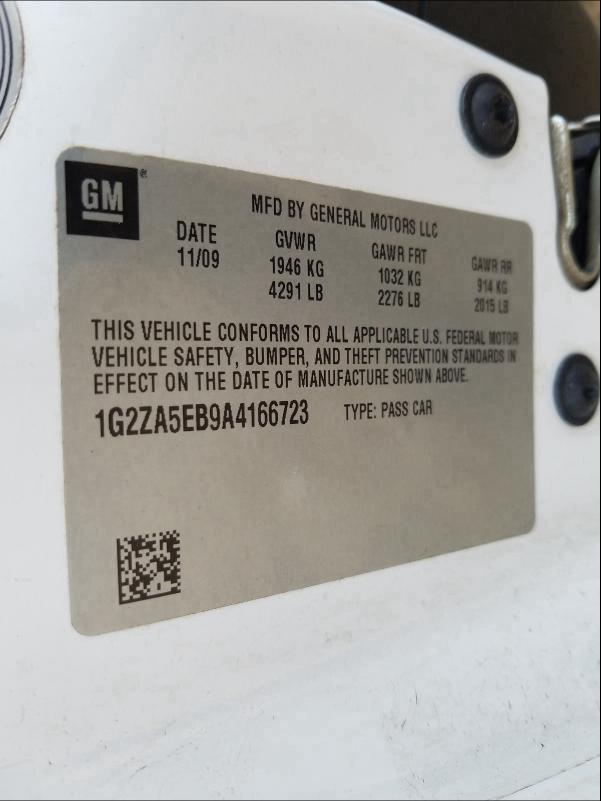 GM®
MFD BY GENERAL MOTORS LLC
DATE GVWR GAWR FRT GAWR RR
11/09 1946 KG 1032 KG 914 KG
4291 LB 2276 LB 2015 LB
THIS VEHICLE CONFORMS TO ALL APPLICABLE U.S. FEDERAL MOTOR
VEHICLE SAFETY, BUMPER, AND THEFT PREVENTION STANDARDS IN
EFFECT ON THE DATE OF MANUFACTURE SHOWN ABOVE.
1G2ZA5EB9A4166723 TYPE: PASS CAR